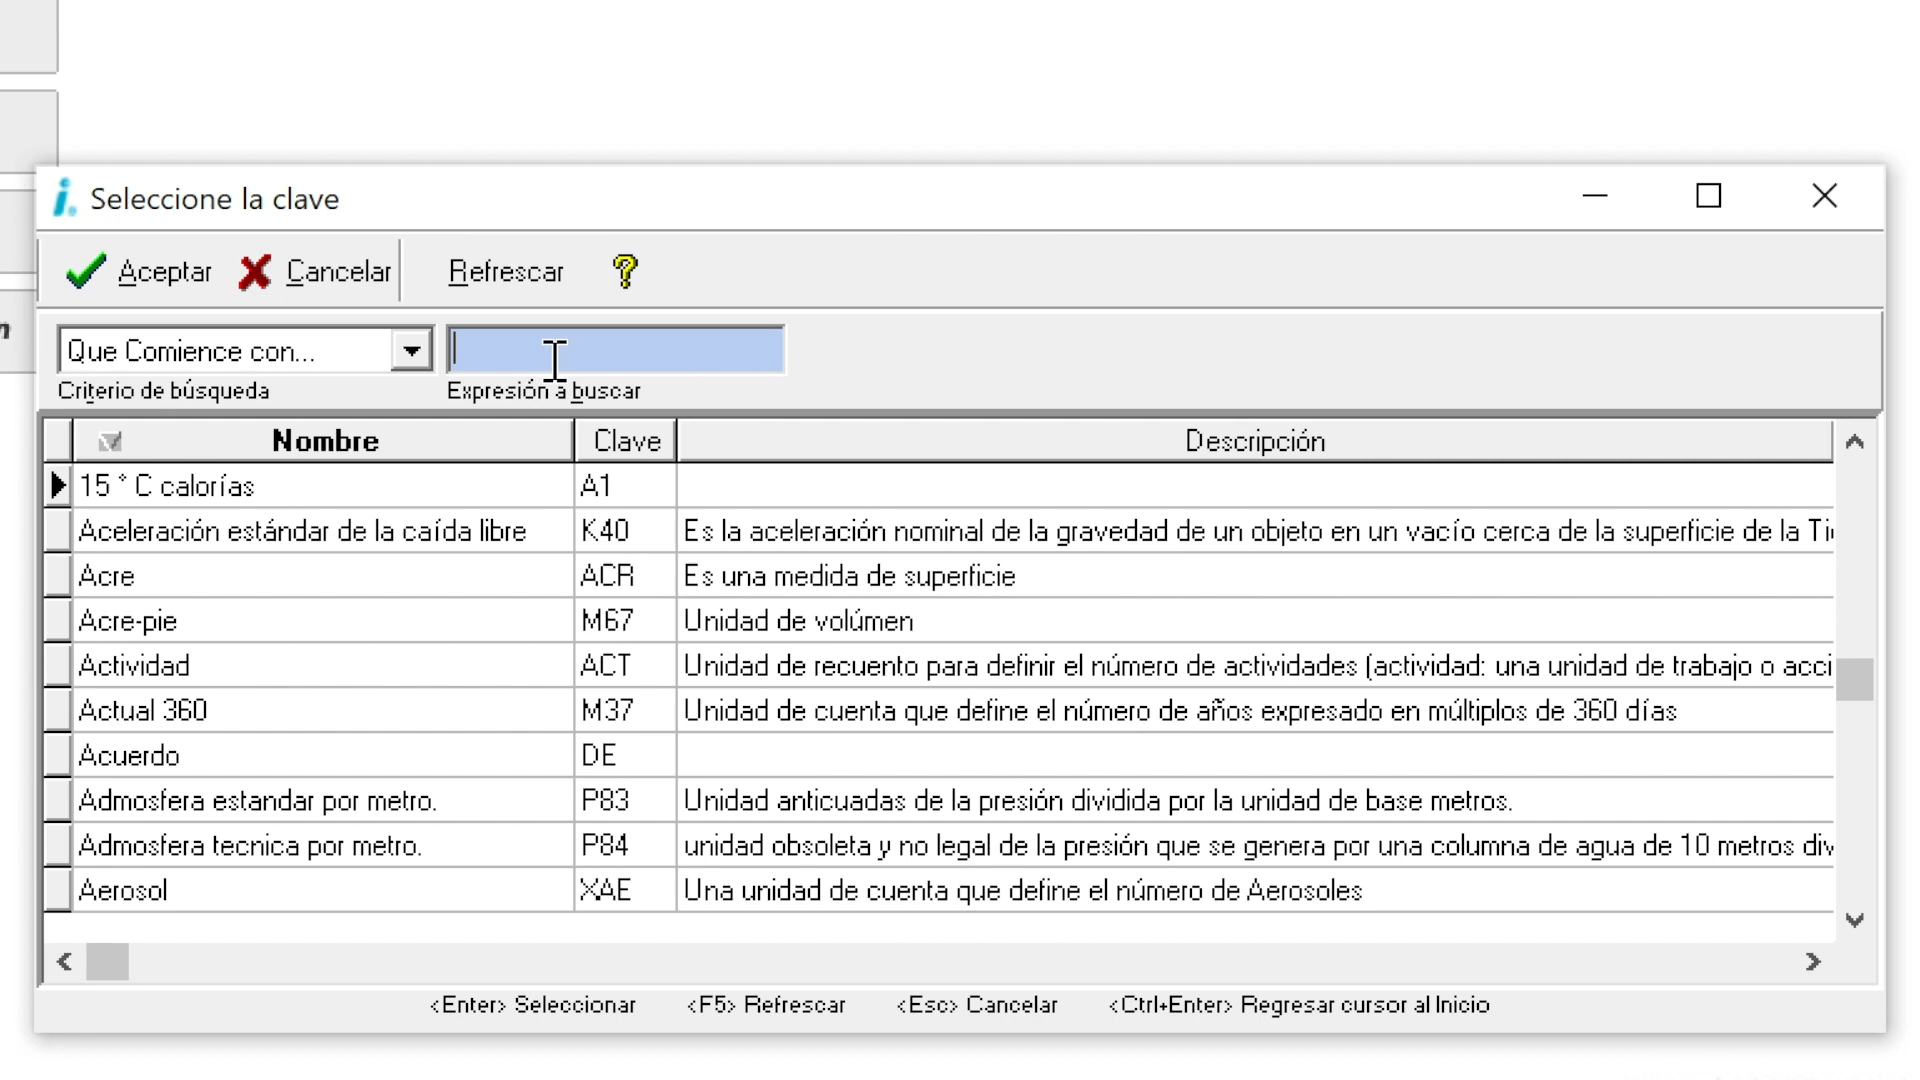 Seleccione la clave
Aceptar Cancelar Refrescar
Que Comience con...
Criterio de búsqueda Expresión a buscar
Nombre Clave Descripción
15 ° C calorías A1
Aceleración estándar de la caída libre K40 Es la aceleración nominal de la gravedad de un objeto en un vacío cerca de la superficie de la
Acre ACR Es una medida de superficie
Acre-pie M67 Unidad de volúmen
Actividad ACT Unidad de recuento para definir el número de actividades (actividad: una unidad de trabajo o acci
Actual 360 M37 Unidad de cuenta que define el número de años expresado en múltiplos de 360 días
Acuerdo DE
Admosfera estandar por metro. P83 Unidad anticuadas de la presión dividida por la unidad de base metros.
Admosfera tecnica por metro. P84 unidad obsoleta y no legal de la presión que se genera por una columna de agua de 10 metros div
Aerosol XAE Una unidad de cuenta que define el número de Aerosoles
<Enter> Seleccionar <F5> Refrescar <Esc> Cancelar <Ctrl+Enter> Regresar cursor al Inicio